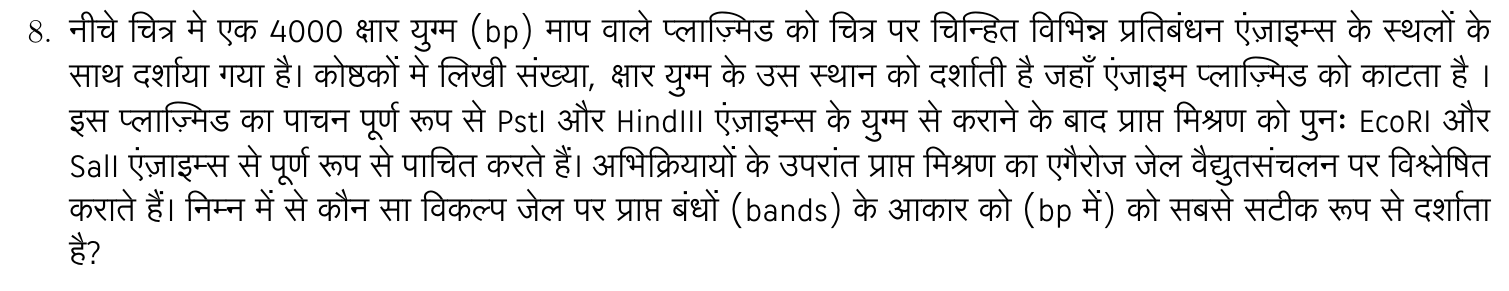 8. नीचे चित्र मे एक 4000 क्षार युग्म (bp) माप वाले प्लाज़्मिड को चित्र पर चिन्हित विभिन्न प्रतिबंधन एंज़ाइम्स के स्थलों के
साथ दर्शाया गया है। कोष्ठकों मे लिखी संख्या, क्षार युग्म के उस स्थान को दर्शाती है जहाँ एंजाइम प्लाज़्मिड को काटता है ।
इस प्लाज़्मिड का पाचन पूर्ण रूप से PstI और HindIII एंज़ाइम्स के युग्म से कराने के बाद प्राप्त मिश्रण को पुनः EcoRI और
SalI एंज़ाइम्स से पूर्ण रूप से पाचित करते हैं। अभिक्रियायों के उपरांत प्राप्त मिश्रण का एगैरोज जेल वैद्युतसंचलन पर विश्लेषित
कराते हैं। निम्न में से कौन सा विकल्प जेल पर प्राप्त बंधों (bands) के आकार को (bp में) को सबसे सटीक रूप से दर्शाता
है?